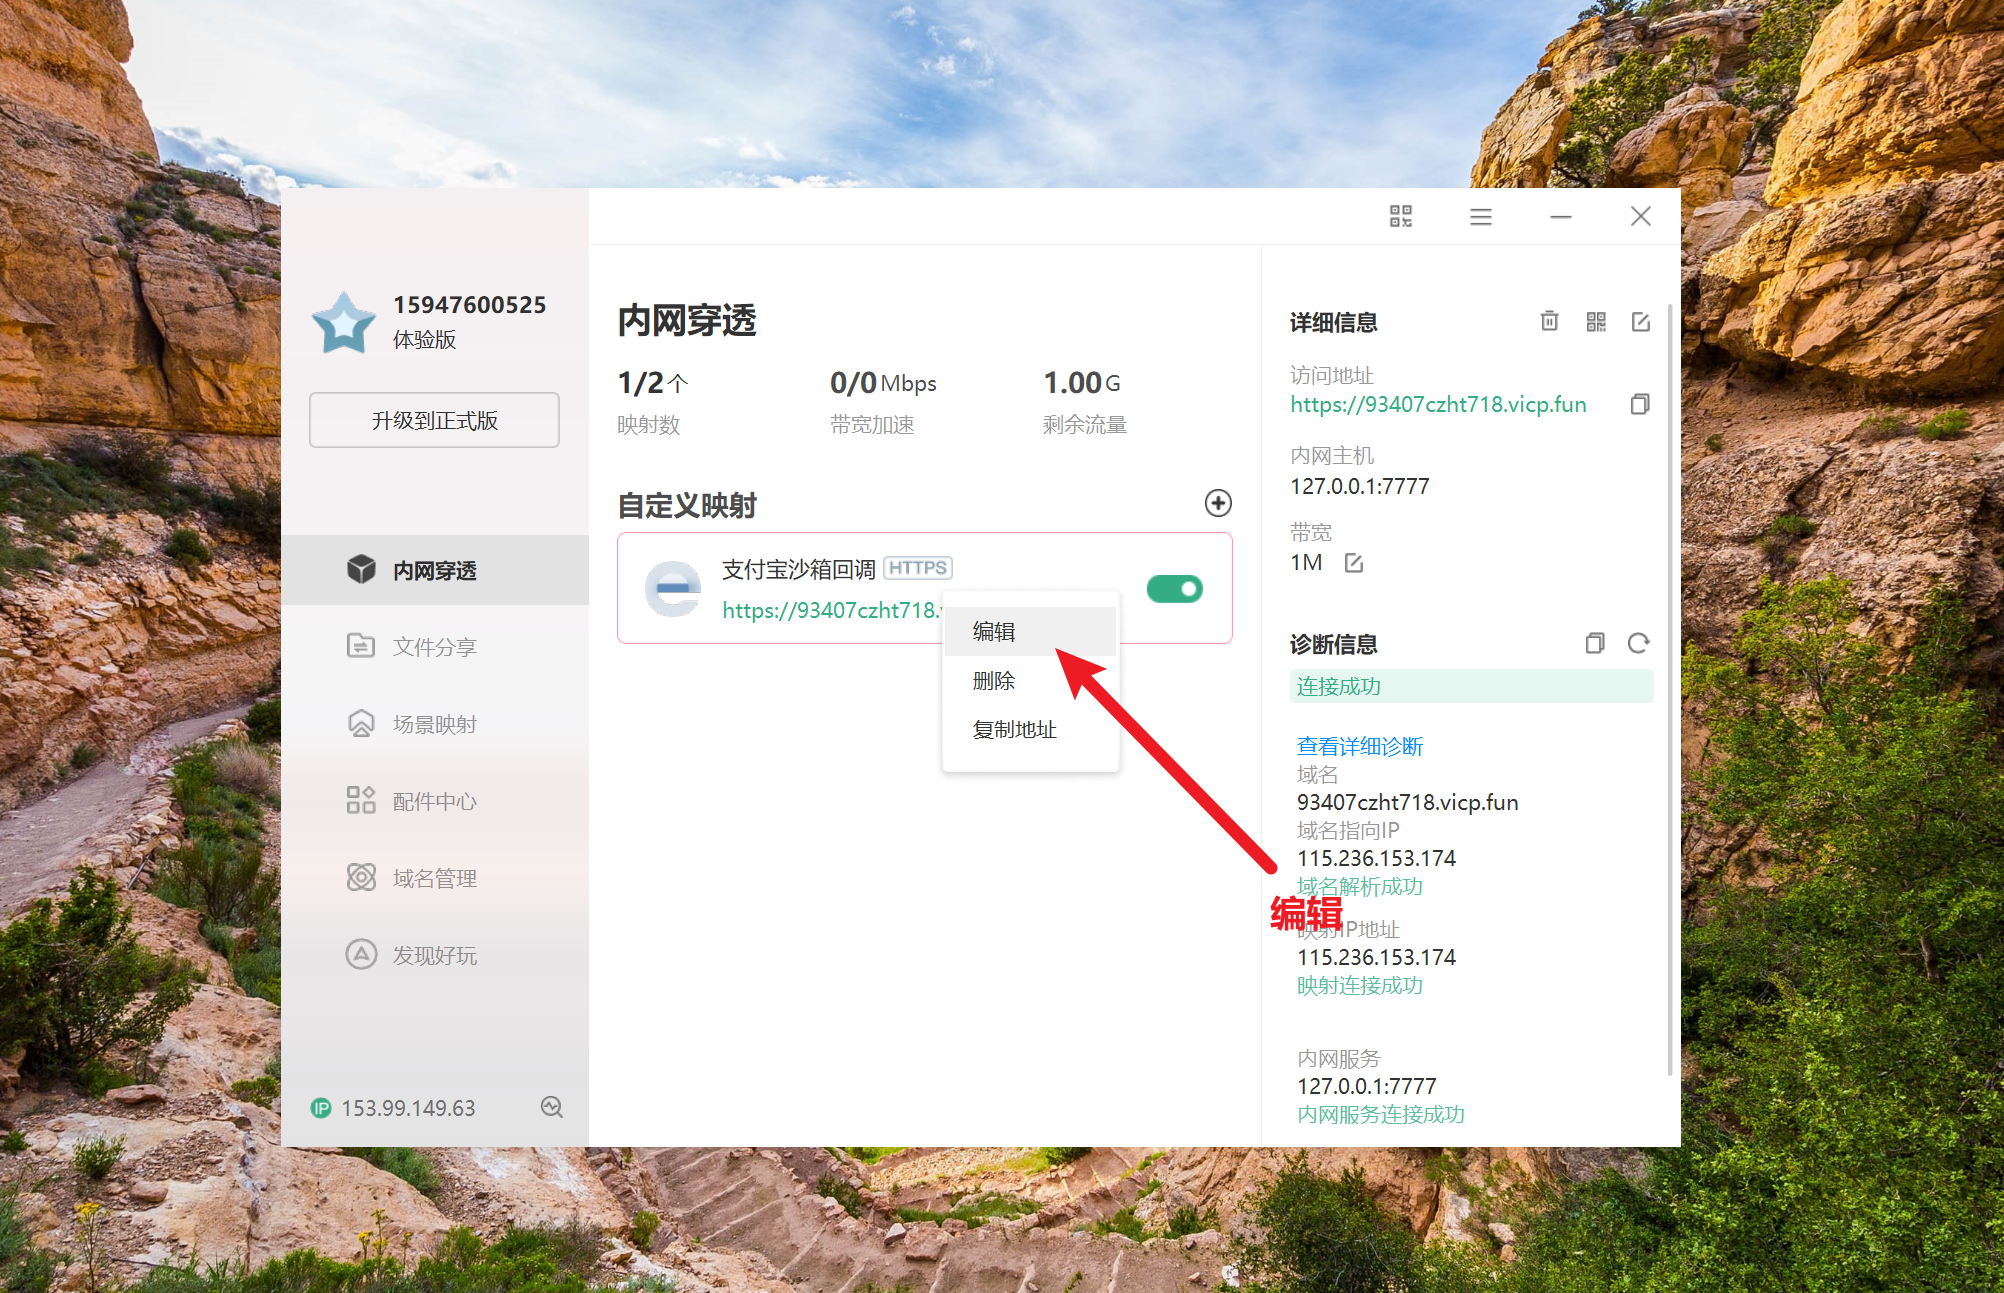 15947600525
体验版
升级到正式版
内网穿透
文件分享
场景映射
配件中心
域名管理
发现好玩
IP 153.99.149.63
内网穿透
1/2个
映射数
0/0Mbps
带宽加速
1.00G
剩余流量
自定义映射
支付宝沙箱回调 HTTPS
https://93407czht718.
编辑
删除
复制地址
编辑
详细信息
访问地址
https://93407czht718.vicp.fun
内网主机
127.0.0.1:7777
带宽
1M
诊断信息
连接成功
查看详细诊断
域名
93407czht718.vicp.fun
域名指向IP
115.236.153.174
域名解析成功
映射IP地址
115.236.153.174
映射连接成功
内网服务
127.0.0.1:7777
内网服务连接成功